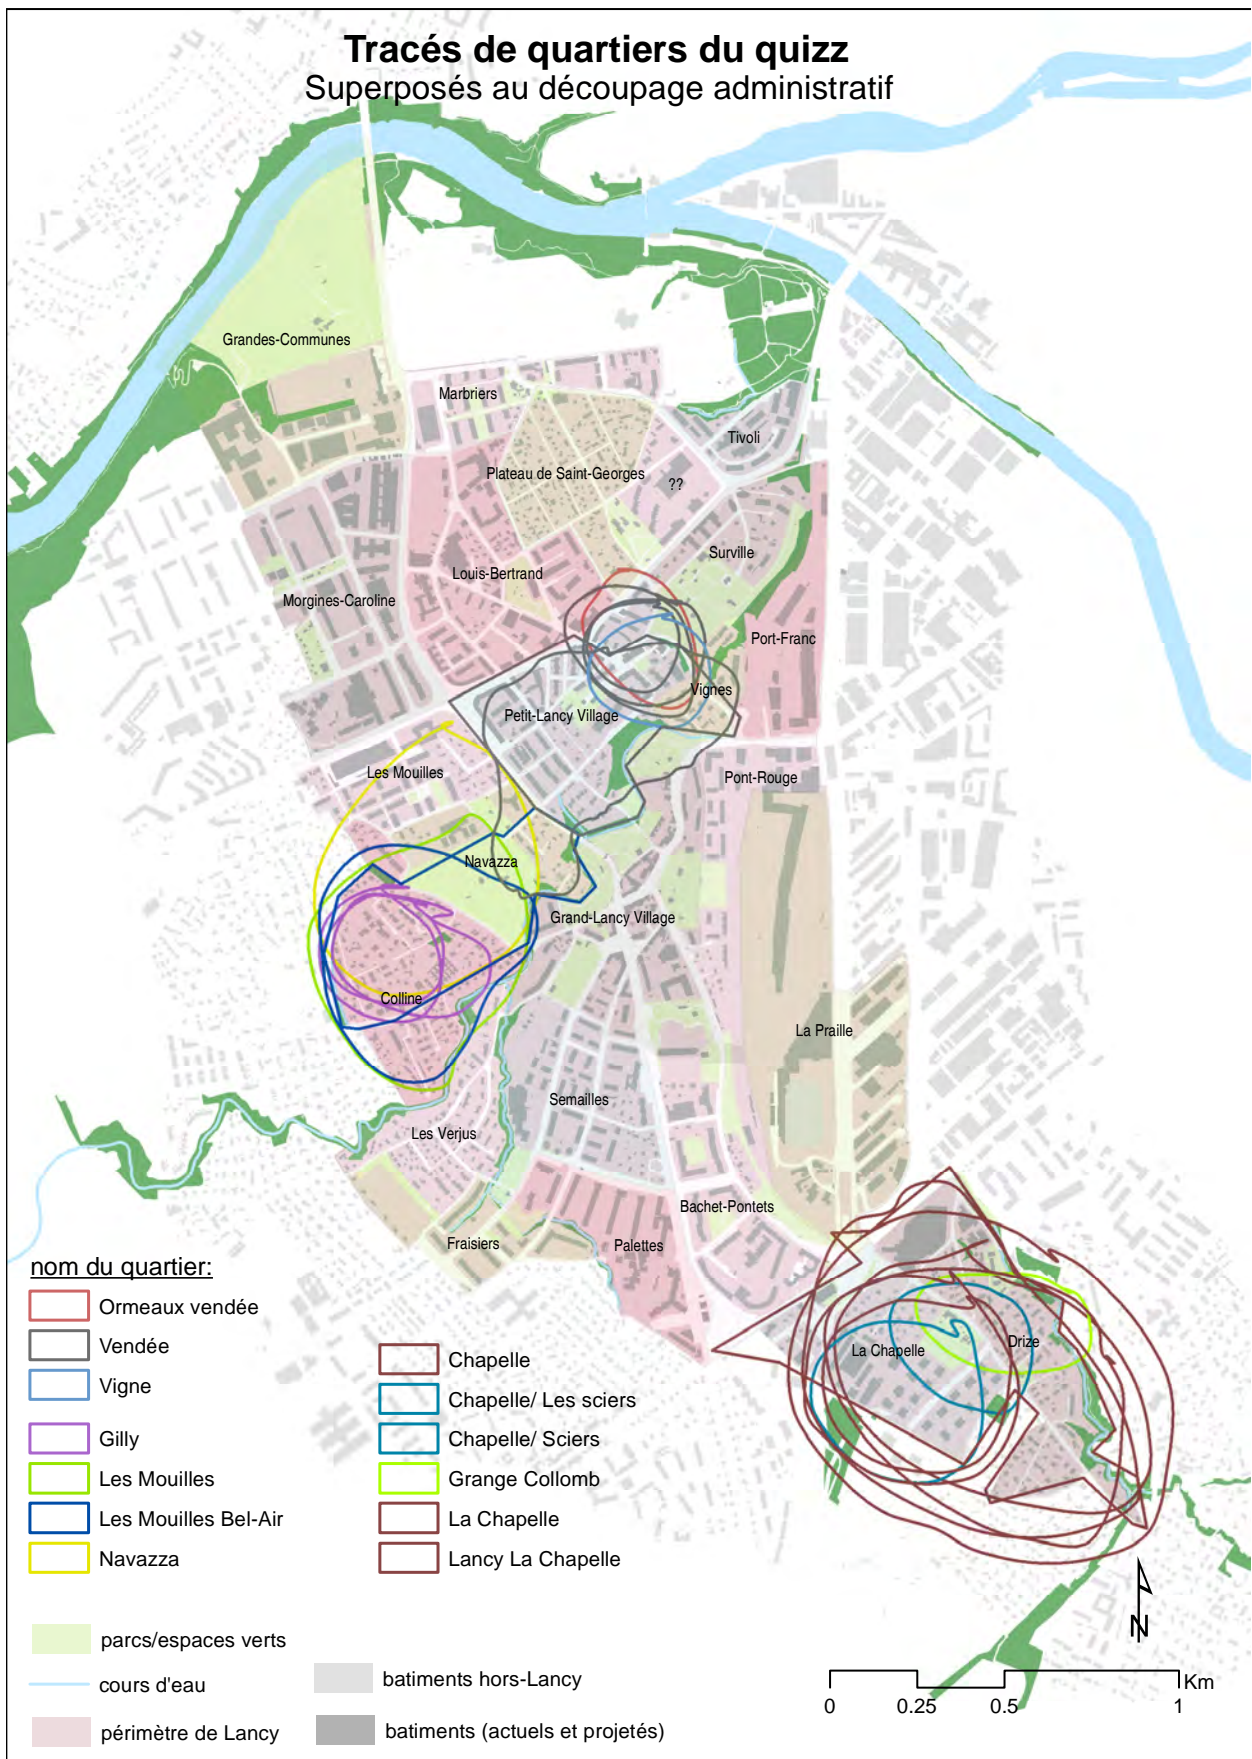 Tracés de quartiers du quizz
Superposés au découpage administratif
Grandes-Communes
Marbriers
Tivoli
Plateau de Saint-Georges
??
Surville
Louis-Bertrand
Morgines-Caroline
Port-Franc
Vignes
Petit-Lancy Village
Les Mouilles
Pont-Rouge
Navazza
Grand-Lancy Village
Colline
La Praille
Semailles
Les Verjus
Bachet-Pontets
Fraisiers
Palettes
La Chapelle
Drize
nom du quartier:
Ormeaux vendée
Vendée
Vigne
Gilly
Les Mouilles
Les Mouilles Bel-Air
Navazza
Chapelle
Chapelle/ Les sciers
Chapelle/ Sciers
Grange Collomb
La Chapelle
Lancy La Chapelle
parcs/espaces verts
cours d'eau
périmètre de Lancy
batiments hors-Lancy
batiments (actuels et projetés)
N
Km
0 0.25 0.5 1